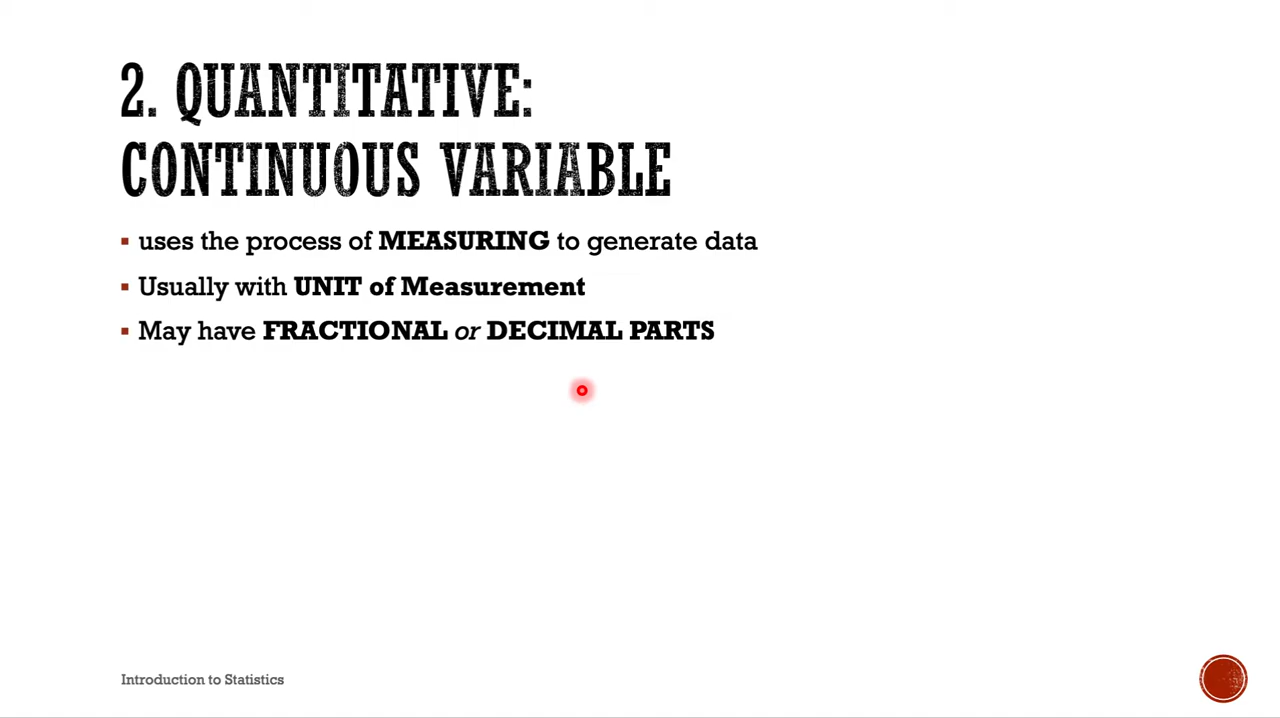 2. QUANTITATIVE:
CONTINUOUS VARIABLE
uses the process of MEASURING to generate data
Usually with UNIT of Measurement
May have FRACTIONAL or DECIMAL PARTS
Introduction to Statistics